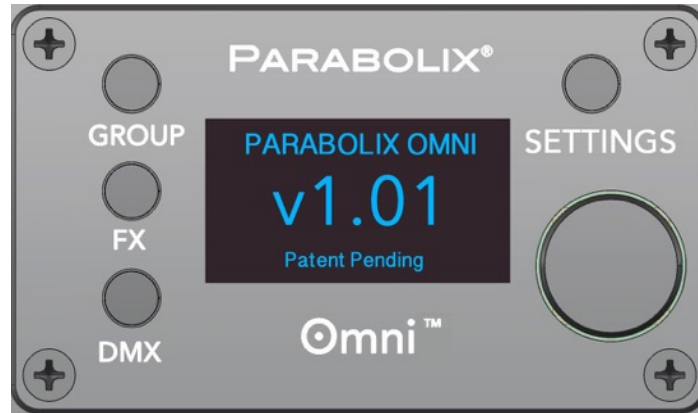 PARABOLIX®
GROUP
SETTINGS
PARABOLIX OMNI
v1.01
Patent Pending
FX
DMX
Omni™